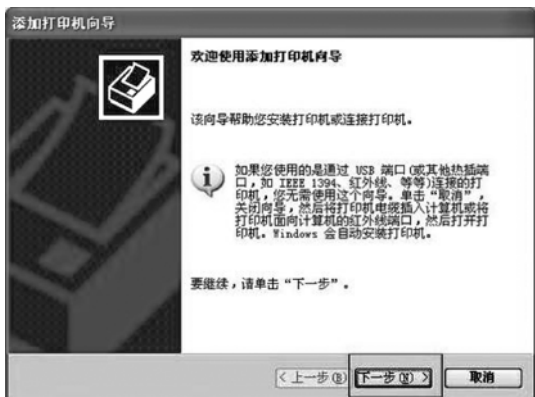 添加打印机向导
欢迎使用添加打印机向导
该向导帮助您安装打印机或连接打印机。
如果您使用的是通过 USB 端口(或其他热插端
口，如 IEEE 1394、红外线、等等)连接的打
印机，您无需使用这个向导。单击“取消”，
关闭向导，然后将打印机电缆插入计算机或将
打印机面向计算机的红外线端口，然后打开打
印机。Windows 会自动安装打印机。
要继续，请单击“下一步”。
< 上一步(B) 下一步(N) > 取消